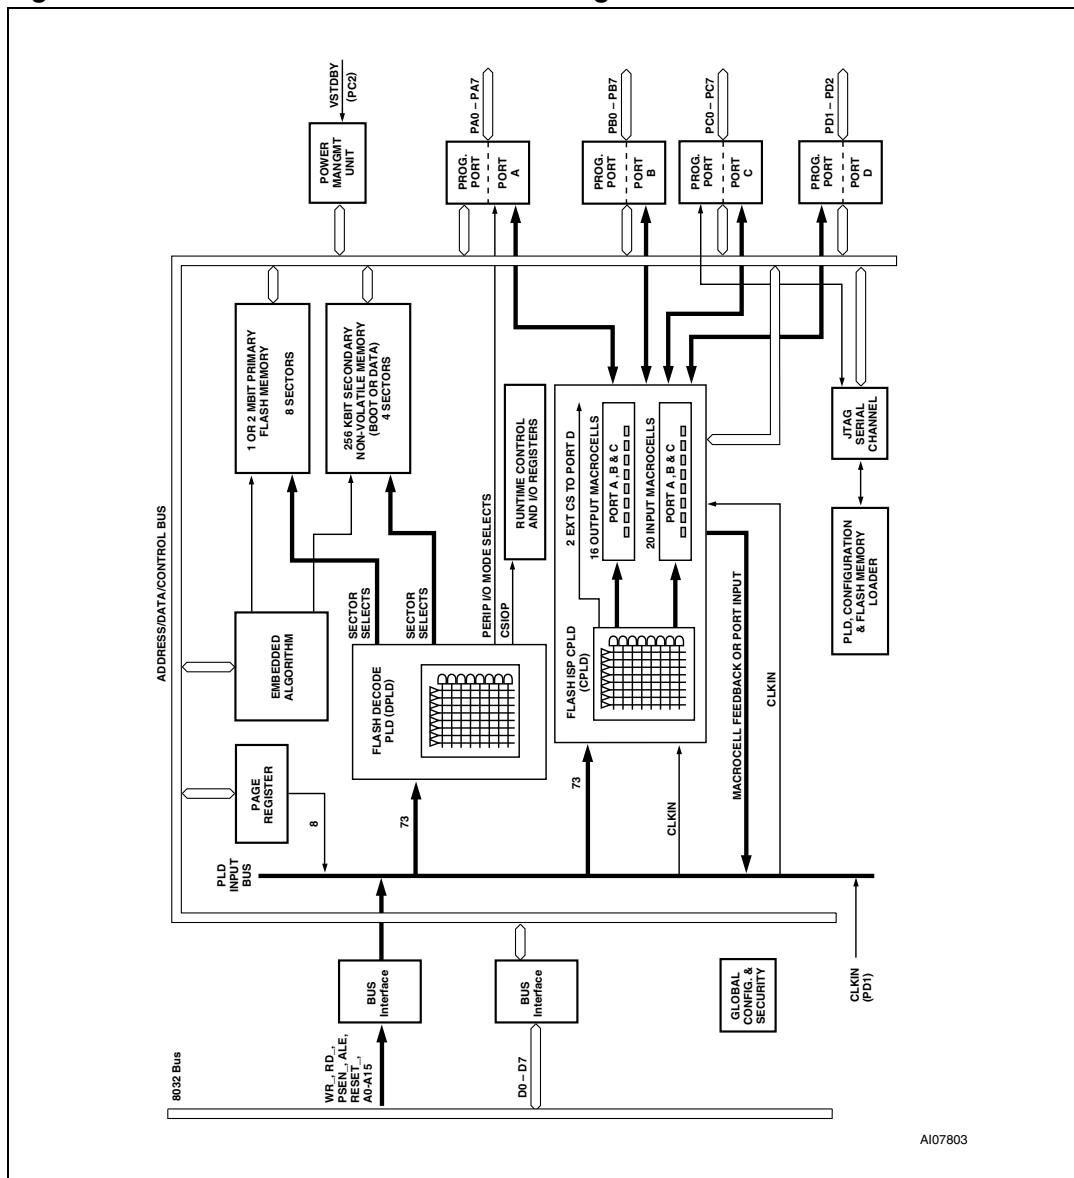 VSTDBY
(PC2)
PA0 – PA7
PB0 – PB7
PC0 – PC7
PD1 – PD2
POWER
MANGMT
UNIT
PROG.
PORT
PORT
A
PROG.
PORT
PORT
B
PROG.
PORT
PORT
C
PROG.
PORT
PORT
D
ADDRESS/DATA/CONTROL BUS
1 OR 2 MBIT PRIMARY
FLASH MEMORY
8 SECTORS
256 KBIT SECONDARY
NON-VOLATILE MEMORY
(BOOT OR DATA)
4 SECTORS
RUNTIME CONTROL
AND I/O REGISTERS
2 EXT CS TO PORT D
16 OUTPUT MACROCELLS
PORT A, B & C
20 INPUT MACROCELLS
PORT A, B & C
JTAG
SERIAL
CHANNEL
PLD, CONFIGURATION
& FLASH MEMORY
LOADER
EMBEDDED
ALGORITHM
SECTOR
SELECTS
SECTOR
SELECTS
PERIP I/O MODE SELECTS
CSIOP
FLASH DECODE
PLD (DPLD)
FLASH ISP CPLD
(CPLD)
MACROCELL FEEDBACK OR PORT INPUT
CLKIN
PAGE
REGISTER
8
73
73
CLKIN
PLD
INPUT
BUS
BUS
Interface
BUS
Interface
GLOBAL
CONFIG. &
SECURITY
CLKIN
(PD1)
8032 Bus
WR_, RD_,
PSEN_, ALE,
RESET_,
A0-A15
D0 – D7
AI07803